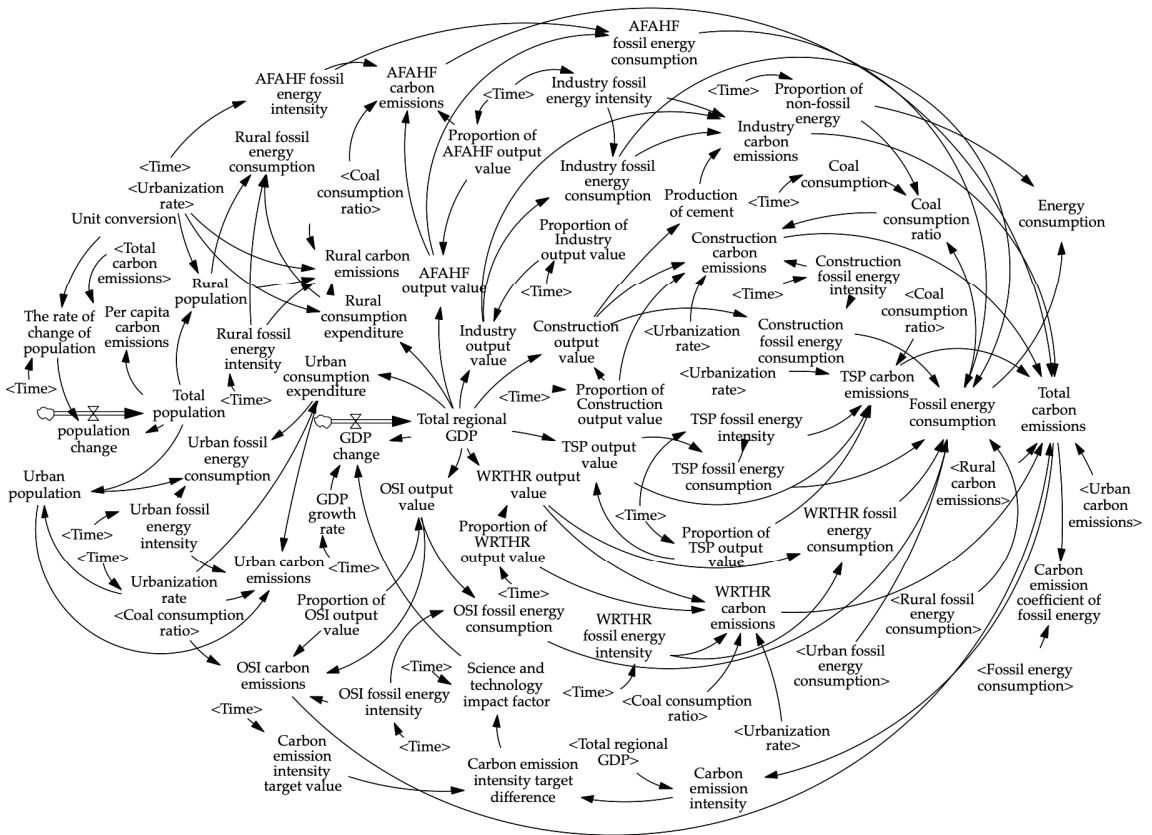 AFAHF
fossil energy
consumption
AFAHF fossil
energy
intensity
AFAHF
carbon
emissions
<Time>
Industry fossil
energy intensity
<Time>
Proportion of
non-fossil
energy
Rural fossil
energy
consumption
Proportion of
AFAHF output
value
Industry
carbon
emissions
<Time>
<Urbanization
rate>
<Coal
consumption
ratio>
Industry fossil
energy
consumption
Coal
consumption
Production
of cement
<Time>
Coal
consumption
ratio
Energy
consumption
Unit conversion
<Total
carbon
emissions>
Rural carbon
emissions
AFAHF
output value
Proportion of
Industry
output value
<Time>
Construction
carbon
emissions
Construction
fossil energy
intensity
<Time>
Rural
population
Rural
consumption
expenditure
<Coal
consumption
ratio>
The rate of
change of
population
Per capita
carbon
emissions
Rural fossil
energy
intensity
Industry
output
value
Construction
output
value
<Urbanization
rate>
Construction
fossil energy
consumption
<Time>
<Time>
Urban
consumption
expenditure
<Urbanization
rate>
TSP carbon
emissions
Total
population
population
change
<Time>
Proportion of
Construction
output value
Fossil energy
consumption
Total
carbon
emissions
GDP
change
Total regional
GDP
TSP fossil energy
intensity
Urban fossil
energy
consumption
TSP output
value
TSP fossil energy
consumption
Urban
population
OSI output
value
WRTHR output
value
<Rural
carbon
emissions>
<Urban
carbon
emissions>
GDP
growth
rate
Urban fossil
energy
intensity
<Time>
<Time>
WRTHR fossil
energy
consumption
Proportion of
WRTHR
output value
Proportion of
TSP output
value
<Time>
Urban carbon
emissions
<Time>
<Time>
Urbanization
rate
Carbon
emission
coefficient of
fossil energy
<Coal consumption
ratio>
Proportion of
OSI output
value
OSI fossil energy
consumption
WRTHR
carbon
emissions
<Rural fossil
energy
consumption>
WRTHR
fossil energy
intensity
<Urban fossil
energy
consumption>
OSI carbon
emissions
<Time>
Science and
technology
impact factor
<Fossil energy
consumption>
OSI fossil energy
intensity
<Time>
<Coal consumption
ratio>
<Time>
<Urbanization
rate>
Carbon
emission
intensity
target value
<Time>
<Total regional
GDP>
Carbon emission
intensity target
difference
Carbon
emission
intensity